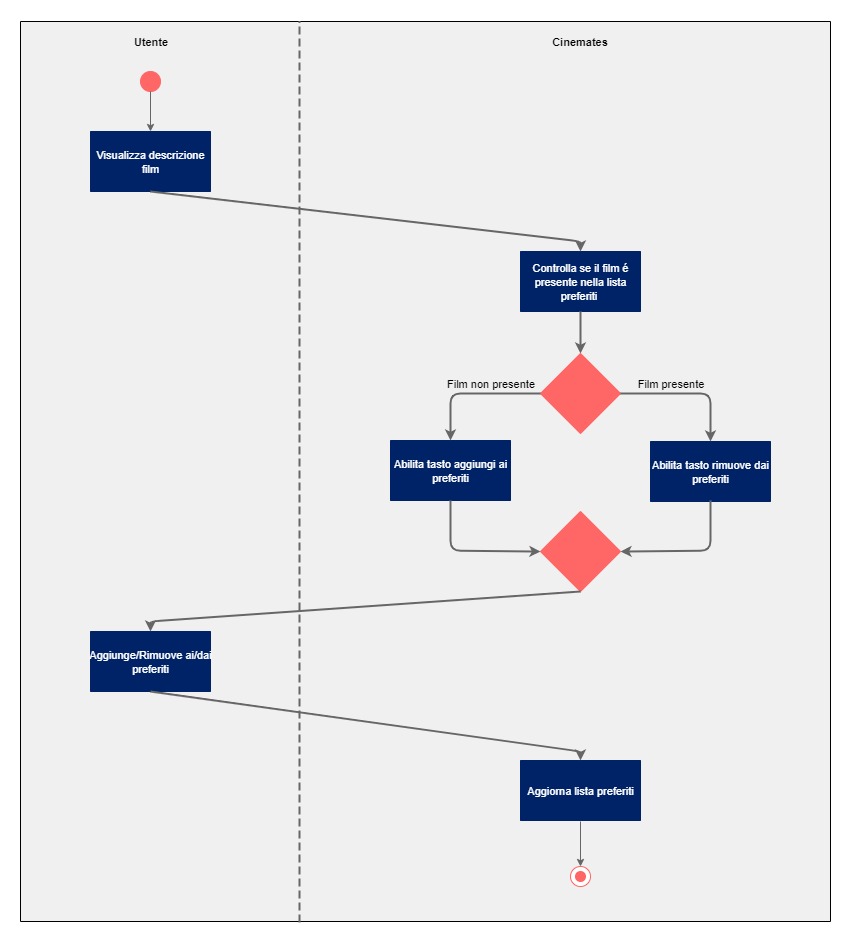 Utente
Cinemates
Visualizza descrizione
film
Controlla se il film é
presente nella lista
preferiti
Film non presente
Film presente
Abilita tasto aggiungi ai
preferiti
Abilita tasto rimuove dai
preferiti
Aggiunge/Rimuove ai/dai
preferiti
Aggiorna lista preferiti